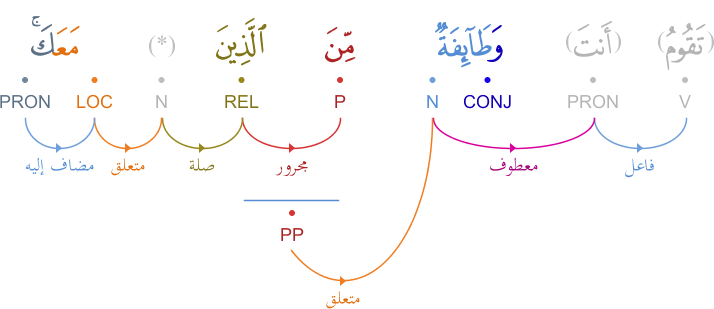 (تَقُومُ) (أَنتَ) وَطَآئِفَةٌ مِّنَ ٱلَّذِينَ (*) مَعَكَ ۚ
V PRON CONJ N P REL N LOC PRON
فاعل معطوف مجرور صلة متعلق مضاف إليه
PP
متعلق